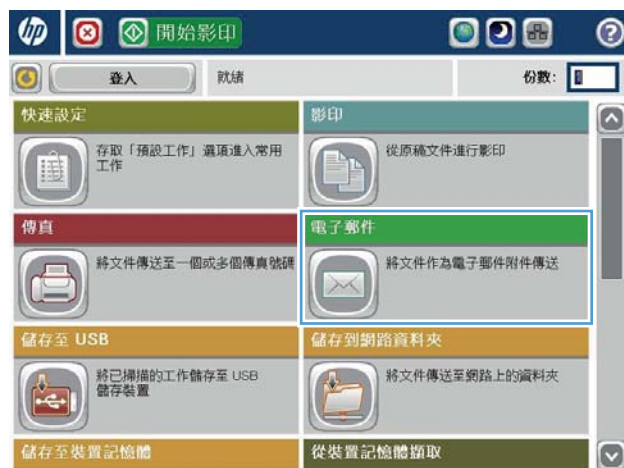 hp 開始影印 ?
登入 就緒 份數: 1
快速設定
存取「預設工作」選項進入常用
工作
影印
從原稿文件進行影印
傳真
將文件傳送至一個或多個傳真號碼
電子郵件
將文件作為電子郵件附件傳送
儲存至 USB
將已掃描的工作儲存至 USB
儲存裝置
儲存到網路資料夾
將文件傳送至網路上的資料夾
儲存至裝置記憶體
從裝置記憶體擷取